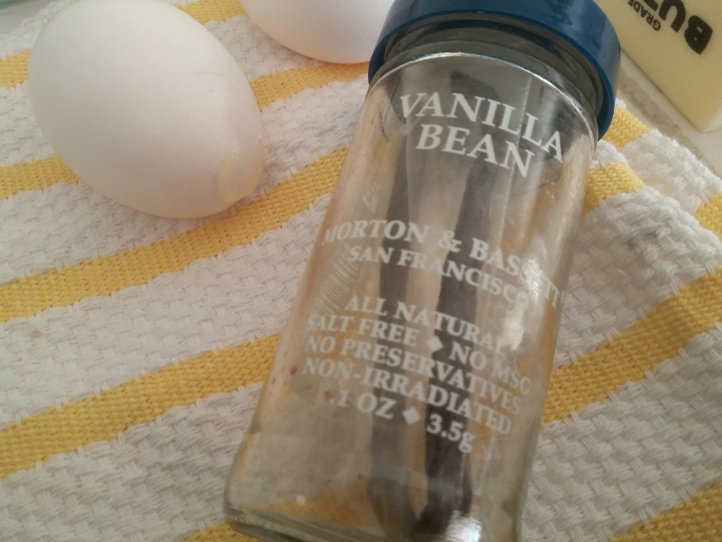 VANILLA
BEAN
MORTON & BASSETT
SAN FRANCISCO
ALL NATURAL
SALT FREE ◆ NO MSG
NO PRESERVATIVES
NON-IRRADIATED
.1 OZ ◆ 3.5g
GRADE